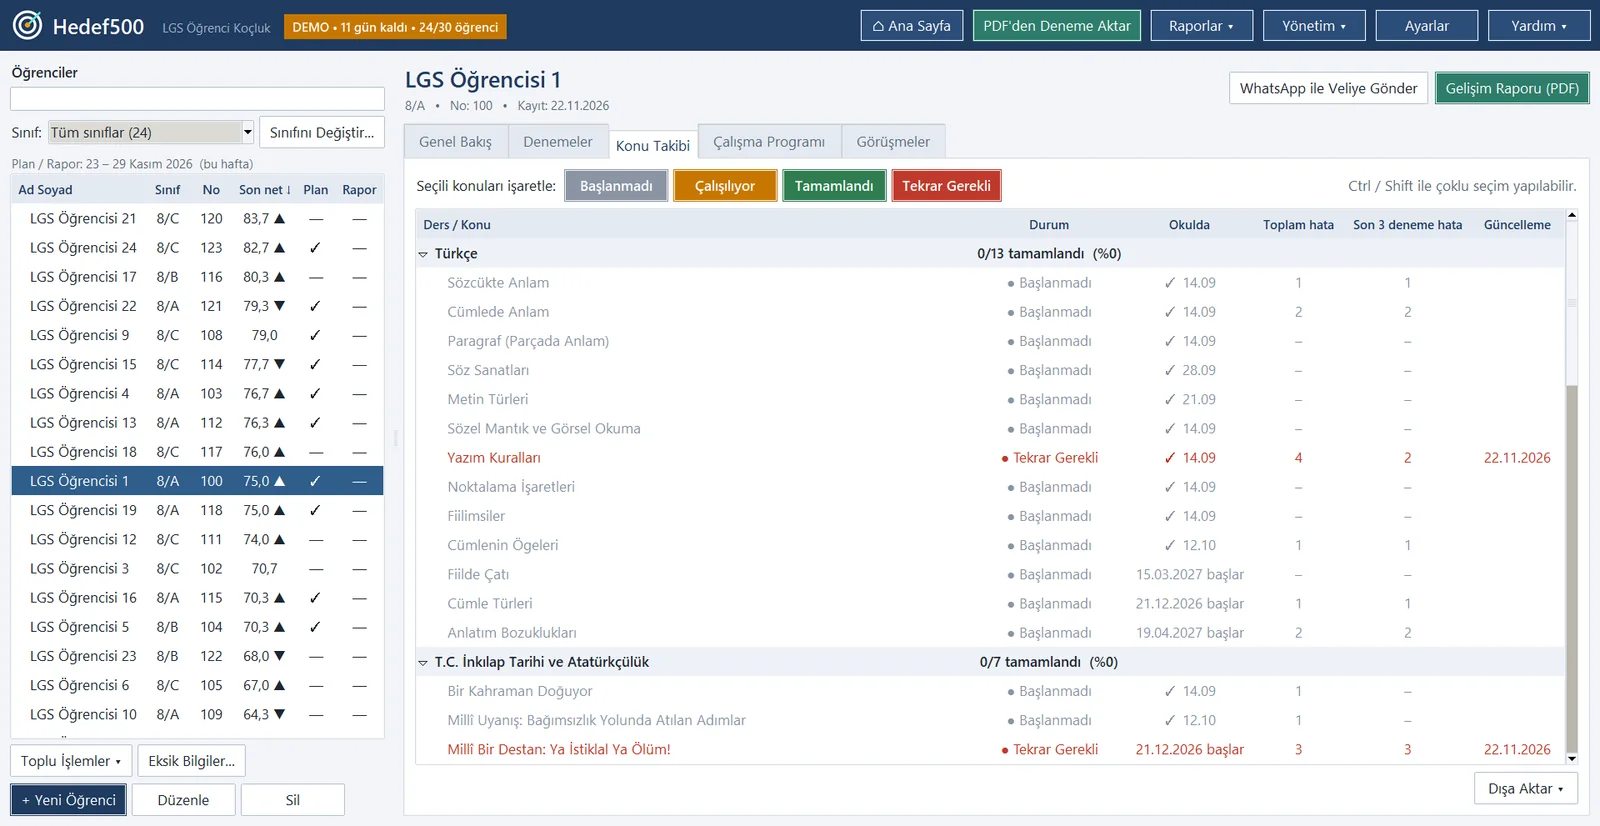 Hedef500 LGS Öğrenci Koçluk DEMO • 11 gün kaldı • 24/30 öğrenci ⌂ Ana Sayfa PDF'den Deneme Aktar Raporlar ▾ Yönetim ▾ Ayarlar Yardım ▾
Öğrenciler
Sınıf: Tüm sınıflar (24) Sınıfını Değiştir...
Plan / Rapor: 23 – 29 Kasım 2026 (bu hafta)
Ad Soyad Sınıf No Son net ↓ Plan Rapor
LGS Öğrencisi 21 8/C 120 83,7 ▲ — —
LGS Öğrencisi 24 8/C 123 82,7 ▲ ✓ —
LGS Öğrencisi 17 8/B 116 80,3 ▲ — —
LGS Öğrencisi 22 8/A 121 79,3 ▼ ✓ —
LGS Öğrencisi 9 8/C 108 79,0 ✓ —
LGS Öğrencisi 15 8/C 114 77,7 ▼ ✓ —
LGS Öğrencisi 4 8/A 103 76,7 ▲ ✓ —
LGS Öğrencisi 13 8/A 112 76,3 ▲ ✓ —
LGS Öğrencisi 18 8/C 117 76,0 ▲ — —
LGS Öğrencisi 1 8/A 100 75,0 ▲ ✓ —
LGS Öğrencisi 19 8/A 118 75,0 ▲ ✓ —
LGS Öğrencisi 12 8/C 111 74,0 ▲ — —
LGS Öğrencisi 3 8/C 102 70,7 — —
LGS Öğrencisi 16 8/A 115 70,3 ▲ ✓ —
LGS Öğrencisi 5 8/B 104 70,3 ▲ ✓ —
LGS Öğrencisi 23 8/B 122 68,0 ▼ — —
LGS Öğrencisi 6 8/C 105 67,0 ▲ — —
LGS Öğrencisi 10 8/A 109 64,3 ▼ — —
Toplu İşlemler ▾ Eksik Bilgiler...
+ Yeni Öğrenci Düzenle Sil
LGS Öğrencisi 1
8/A • No: 100 • Kayıt: 22.11.2026
WhatsApp ile Veliye Gönder Gelişim Raporu (PDF)
Genel Bakış Denemeler Konu Takibi Çalışma Programı Görüşmeler
Seçili konuları işaretle: Başlanmadı Çalışılıyor Tamamlandı Tekrar Gerekli Ctrl / Shift ile çoklu seçim yapılabilir.
Ders / Konu Durum Okulda Toplam hata Son 3 deneme hata Güncelleme
Türkçe 0/13 tamamlandı (%0)
Sözcükte Anlam ● Başlanmadı ✓ 14.09 1 1
Cümlede Anlam ● Başlanmadı ✓ 14.09 2 2
Paragraf (Parçada Anlam) ● Başlanmadı ✓ 14.09 – –
Söz Sanatları ● Başlanmadı ✓ 28.09 – –
Metin Türleri ● Başlanmadı ✓ 21.09 – –
Sözel Mantık ve Görsel Okuma ● Başlanmadı ✓ 14.09 – –
Yazım Kuralları ● Tekrar Gerekli ✓ 14.09 4 2 22.11.2026
Noktalama İşaretleri ● Başlanmadı ✓ 14.09 – –
Fiilimsiler ● Başlanmadı ✓ 14.09 – –
Cümlenin Ögeleri ● Başlanmadı ✓ 12.10 1 1
Fiilde Çatı ● Başlanmadı 15.03.2027 başlar – –
Cümle Türleri ● Başlanmadı 21.12.2026 başlar 1 1
Anlatım Bozuklukları ● Başlanmadı 19.04.2027 başlar 2 2
T.C. İnkılap Tarihi ve Atatürkçülük 0/7 tamamlandı (%0)
Bir Kahraman Doğuyor ● Başlanmadı ✓ 14.09 1 –
Millî Uyanış: Bağımsızlık Yolunda Atılan Adımlar ● Başlanmadı ✓ 12.10 1 –
Millî Bir Destan: Ya İstiklal Ya Ölüm! ● Tekrar Gerekli 21.12.2026 başlar 3 3 22.11.2026
Dışa Aktar ▾